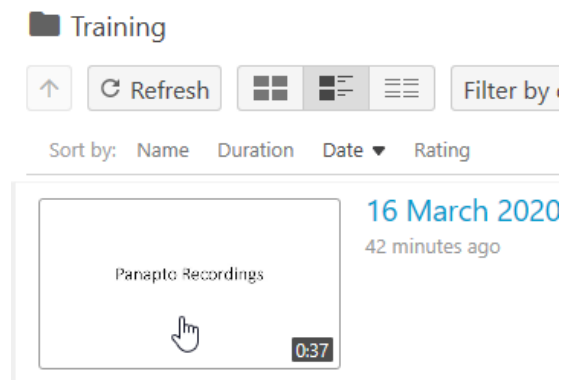 Training
Refresh
Filter by
Sort by: Name Duration Date Rating
16 March 2020
42 minutes ago
Panapto Recordings
0:37